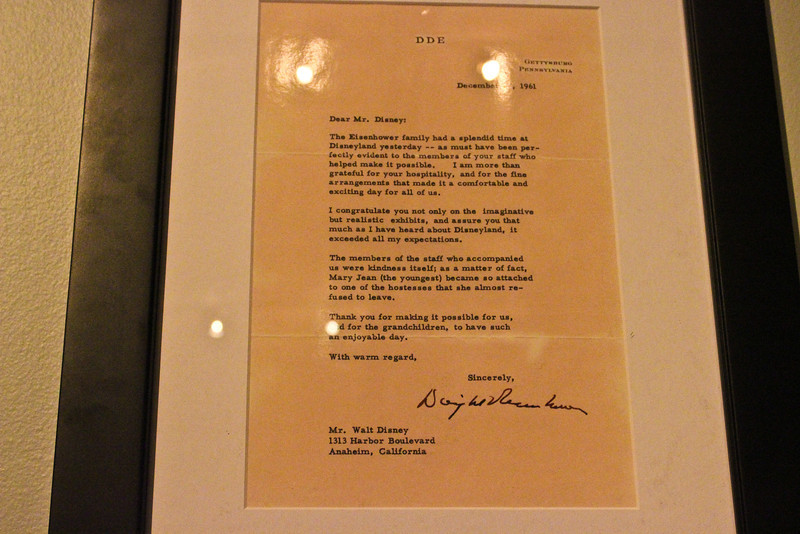 DDE
GETTYSBURG
PENNSYLVANIA
December 1961
Dear Mr. Disney:
The Eisenhower family had a splendid time at
Disneyland yesterday -- as must have been per-
fectly evident to the members of your staff who
helped make it possible. I am more than
grateful for your hospitality, and for the fine
arrangements that made it a comfortable and
exciting day for all of us.
I congratulate you not only on the imaginative
but realistic exhibits, and assure you that
much as I have heard about Disneyland, it
exceeded all my expectations.
The members of the staff who accompanied
us were kindness itself; as a matter of fact,
Mary Jean (the youngest) became so attached
to one of the hostesses that she almost re-
fused to leave.
Thank you for making it possible for us,
and for the grandchildren, to have such
an enjoyable day.
With warm regard,
Sincerely,
Dwight D Eisenhower
Mr. Walt Disney
1313 Harbor Boulevard
Anaheim, California